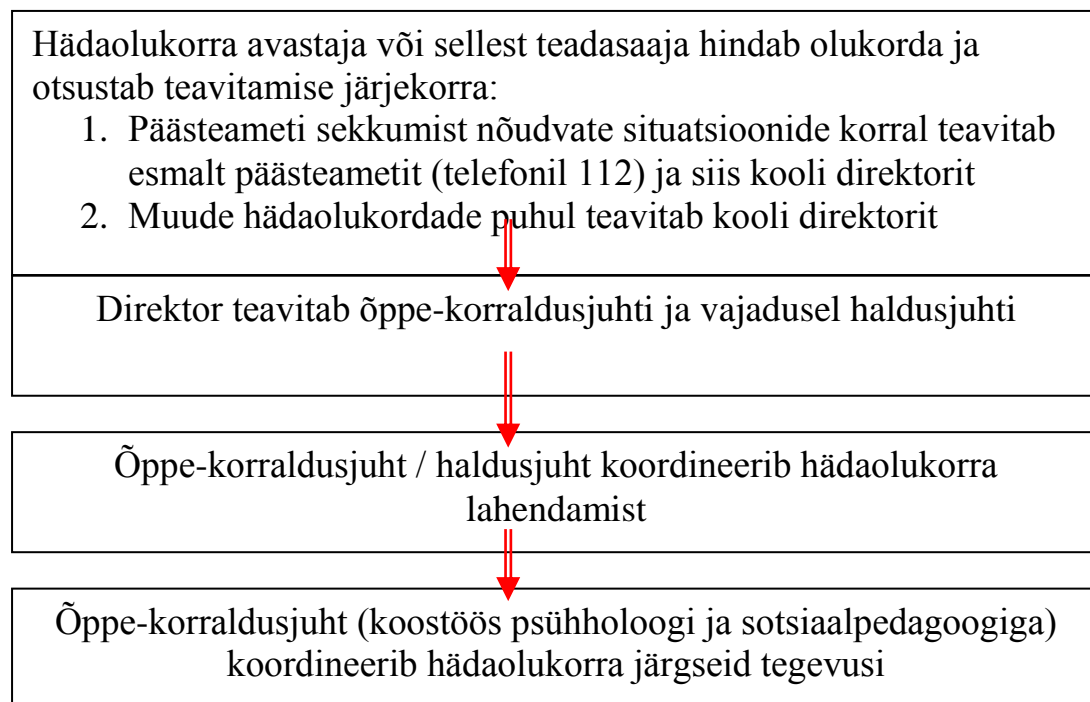 Hädaolukorra avastaja või sellest teadasaaja hindab olukorda ja
otsustab teavitamise järjekorra:
1. Päästeameti sekkumist nõudvate situatsioonide korral teavitab
esmalt päästeametit (telefonil 112) ja siis kooli direktorit
2. Muude hädaolukordade puhul teavitab kooli direktorit
Direktor teavitab õppe-korraldusjuhti ja vajadusel haldusjuhti
Õppe-korraldusjuht / haldusjuht koordineerib hädaolukorra
lahendamist
Õppe-korraldusjuht (koostöös psühholoogi ja sotsiaalpedagoogiga)
koordineerib hädaolukorra järgseid tegevusi